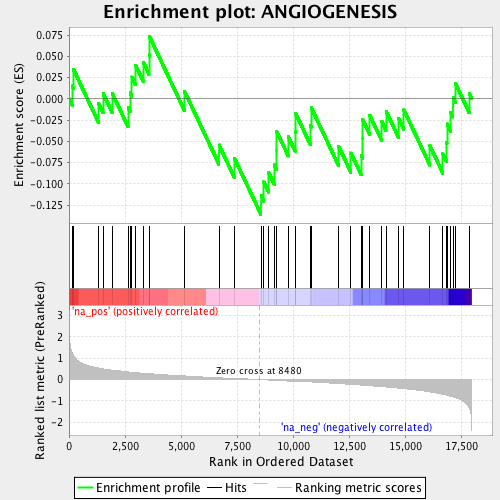 Enrichment plot: ANGIOGENESIS
Enrichment score (ES)
0.075
0.050
0.025
0.000
-0.025
-0.050
-0.075
-0.100
-0.125
'na_pos' (positively correlated)
Ranked list metric (PreRanked)
3
2
1
0
-1
-2
Zero cross at 8480
'na_neg' (negatively correlated)
0
2,500
5,000
7,500
10,000
12,500
15,000
17,500
Rank in Ordered Dataset
Enrichment profile
Hits
Ranking metric scores